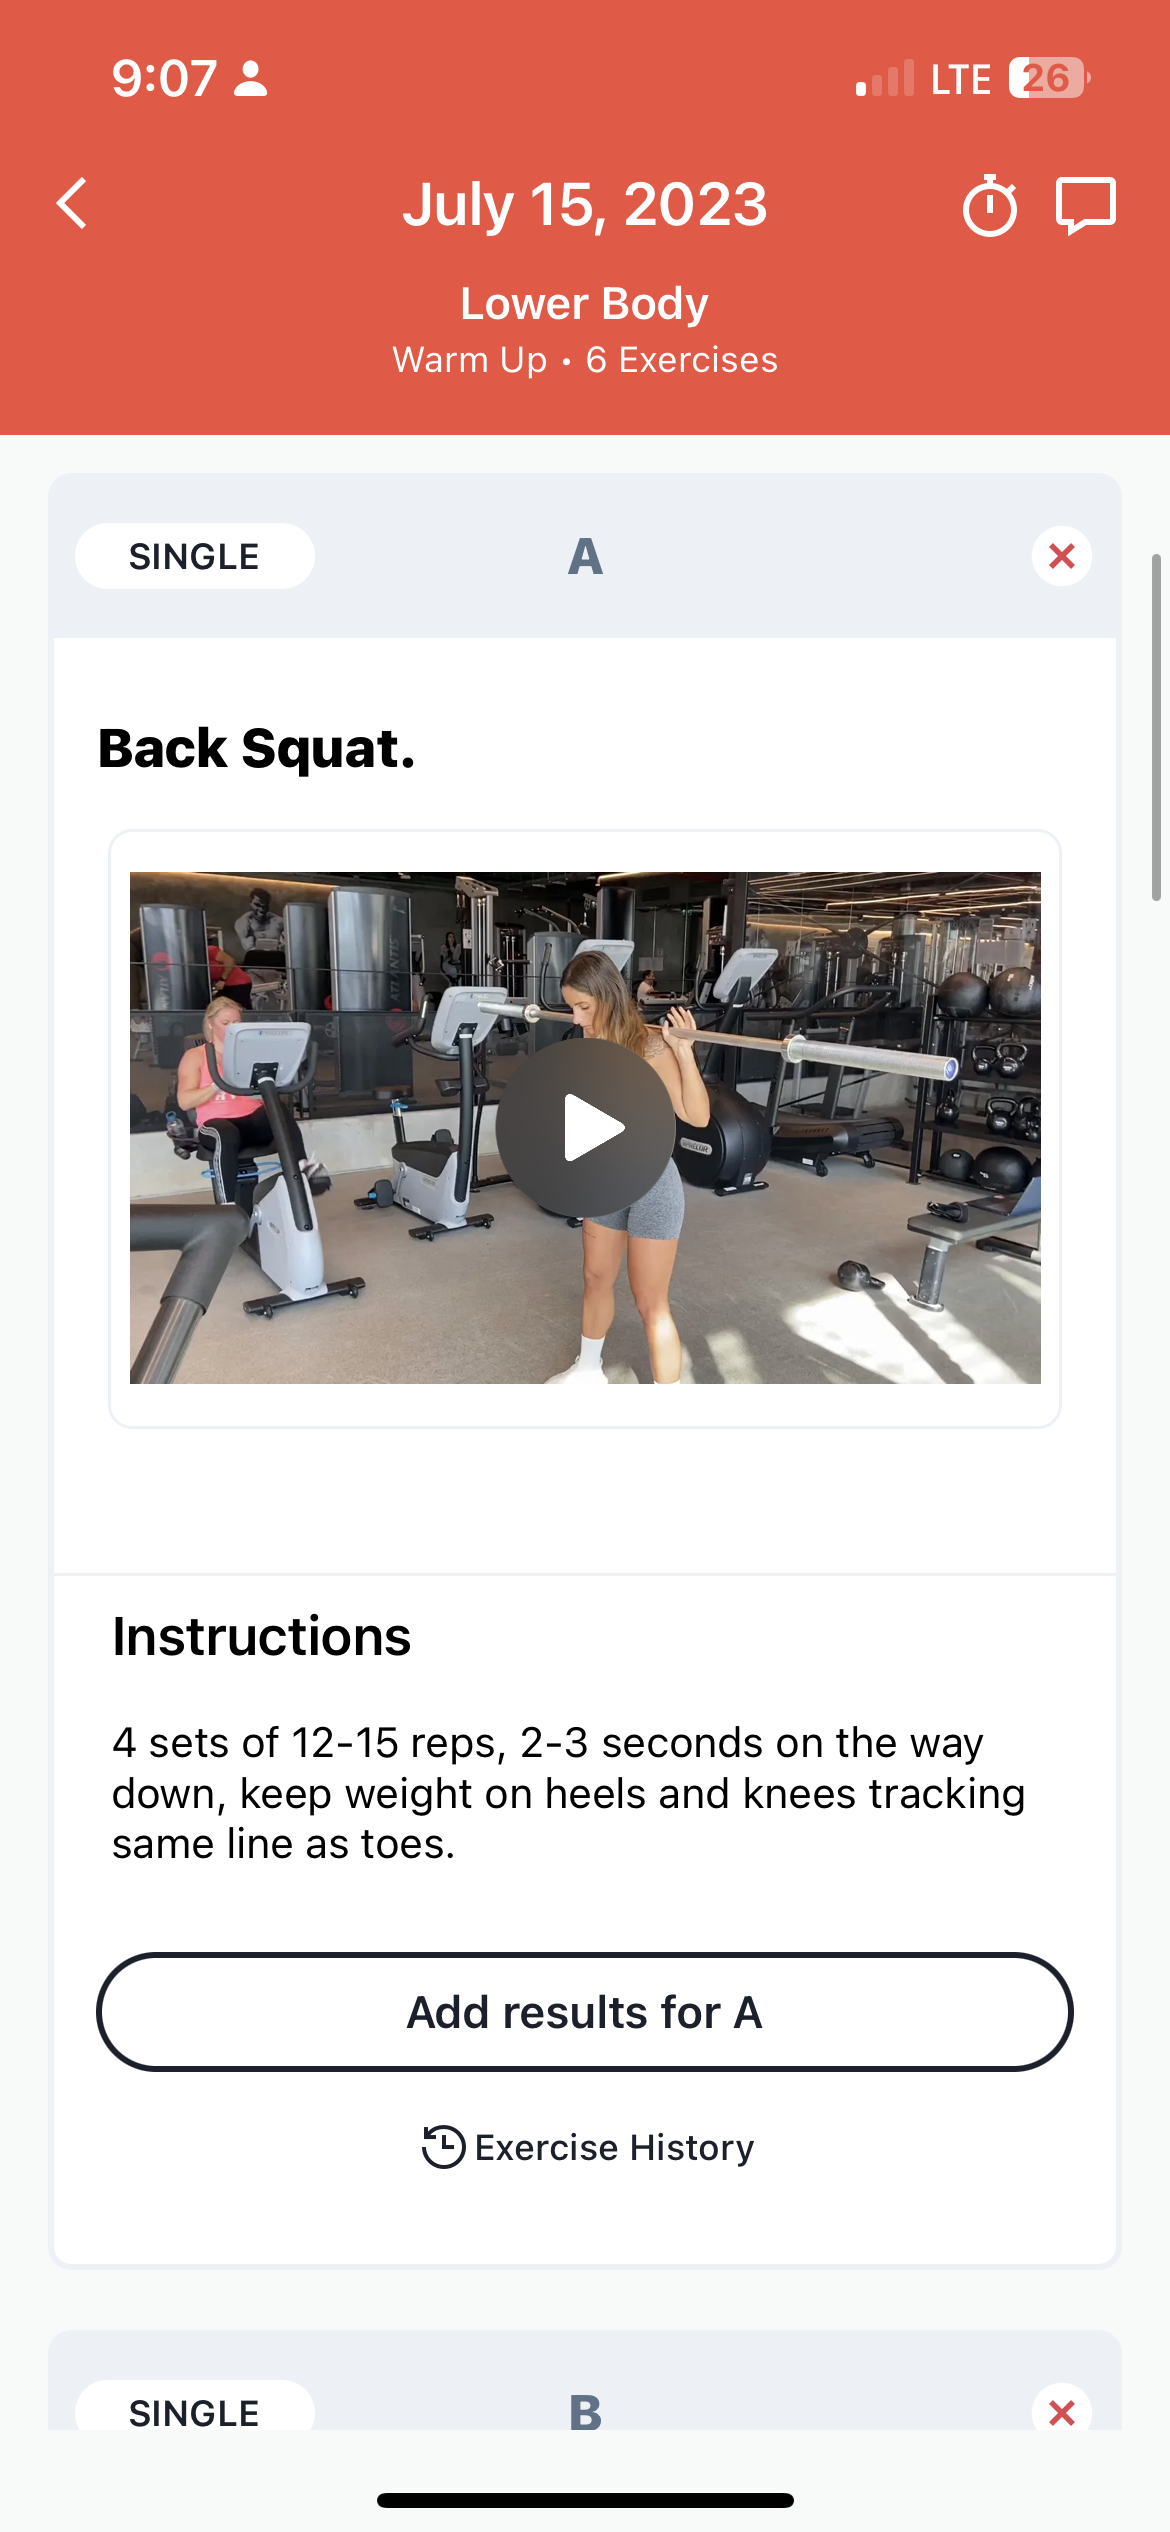 9:07
LTE 26
July 15, 2023
Lower Body
Warm Up • 6 Exercises
SINGLE A
Back Squat.
ATLANTIS
PRECOR
Instructions
4 sets of 12-15 reps, 2-3 seconds on the way
down, keep weight on heels and knees tracking
same line as toes.
Add results for A
Exercise History
SINGLE B